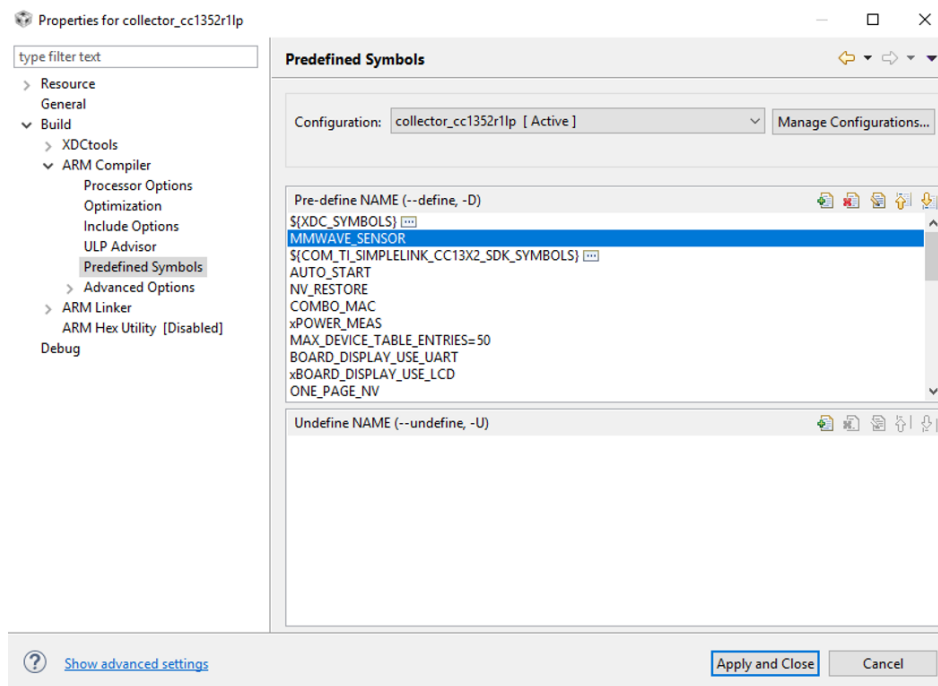 Properties for collector_cc1352r1lp
type filter text
Resource
General
Build
XDCtools
ARM Compiler
Processor Options
Optimization
Include Options
ULP Advisor
Predefined Symbols
Advanced Options
ARM Linker
ARM Hex Utility [Disabled]
Debug
Predefined Symbols
Configuration: collector_cc1352r1lp [ Active ] Manage Configurations...
Pre-define NAME (--define, -D)
${XDC_SYMBOLS}
MMWAVE_SENSOR
${COM_TI_SIMPLELINK_CC13X2_SDK_SYMBOLS}
AUTO_START
NV_RESTORE
COMBO_MAC
xPOWER_MEAS
MAX_DEVICE_TABLE_ENTRIES=50
BOARD_DISPLAY_USE_UART
xBOARD_DISPLAY_USE_LCD
ONE_PAGE_NV
Undefine NAME (--undefine, -U)
Show advanced settings
Apply and Close Cancel